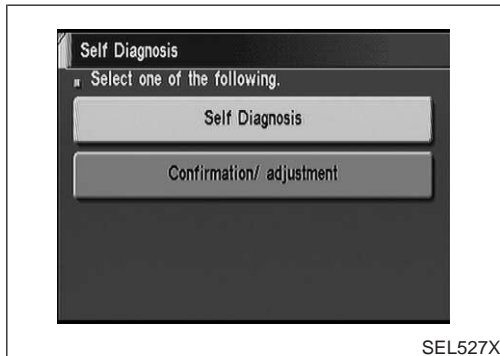 Self Diagnosis
Select one of the following.
Self Diagnosis
Confirmation/ adjustment
SEL527X